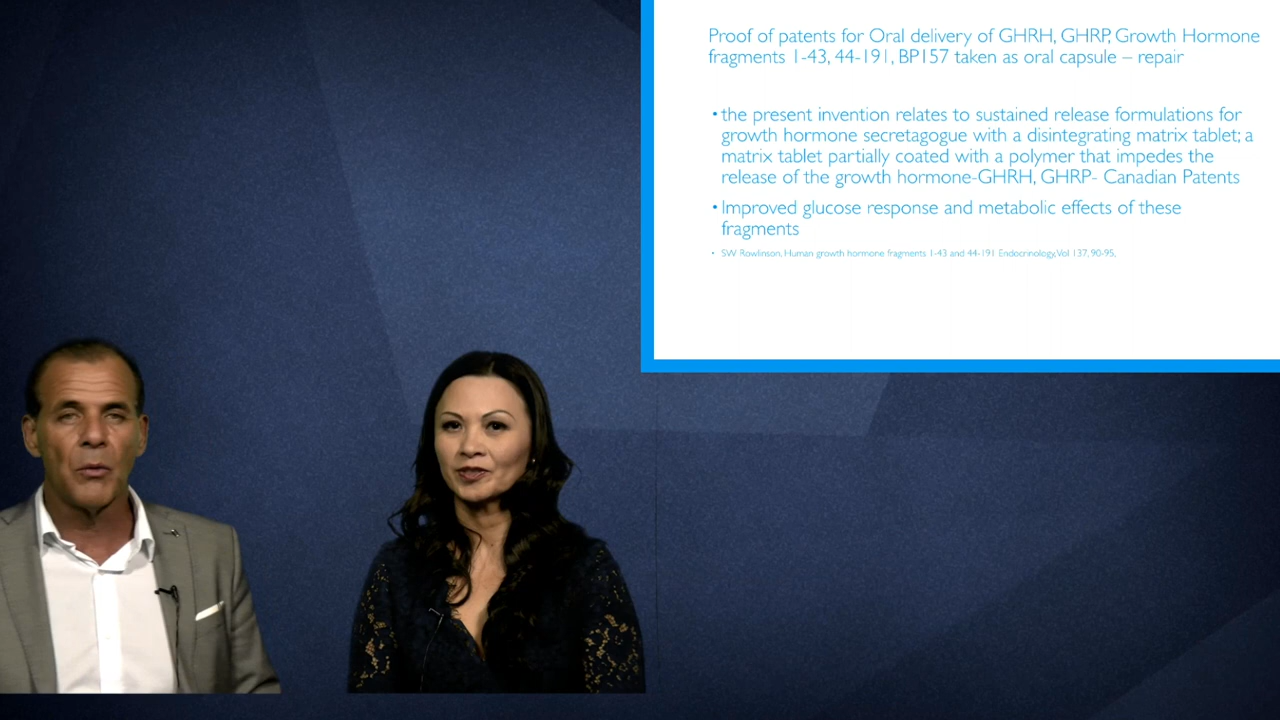 Proof of patents for Oral delivery of GHRH, GHRP, Growth Hormone
fragments 1-43, 44-191, BP157 taken as oral capsule – repair
• the present invention relates to sustained release formulations for
growth hormone secretagogue with a disintegrating matrix tablet; a
matrix tablet partially coated with a polymer that impedes the
release of the growth hormone-GHRH, GHRP- Canadian Patents
• Improved glucose response and metabolic effects of these
fragments
• SW Rowlinson, Human growth hormone fragments 1-43 and 44-191 Endocrinology, Vol 137, 90-95,